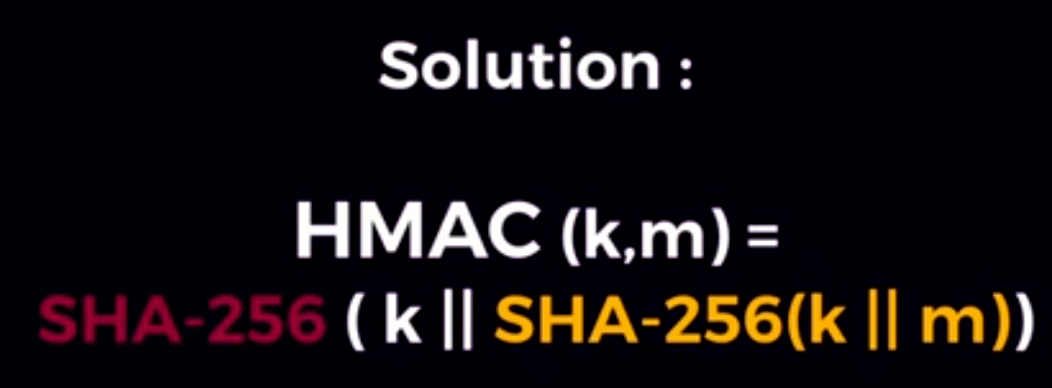 Solution :
HMAC (k,m) =
SHA-256 ( k || SHA-256(k || m))